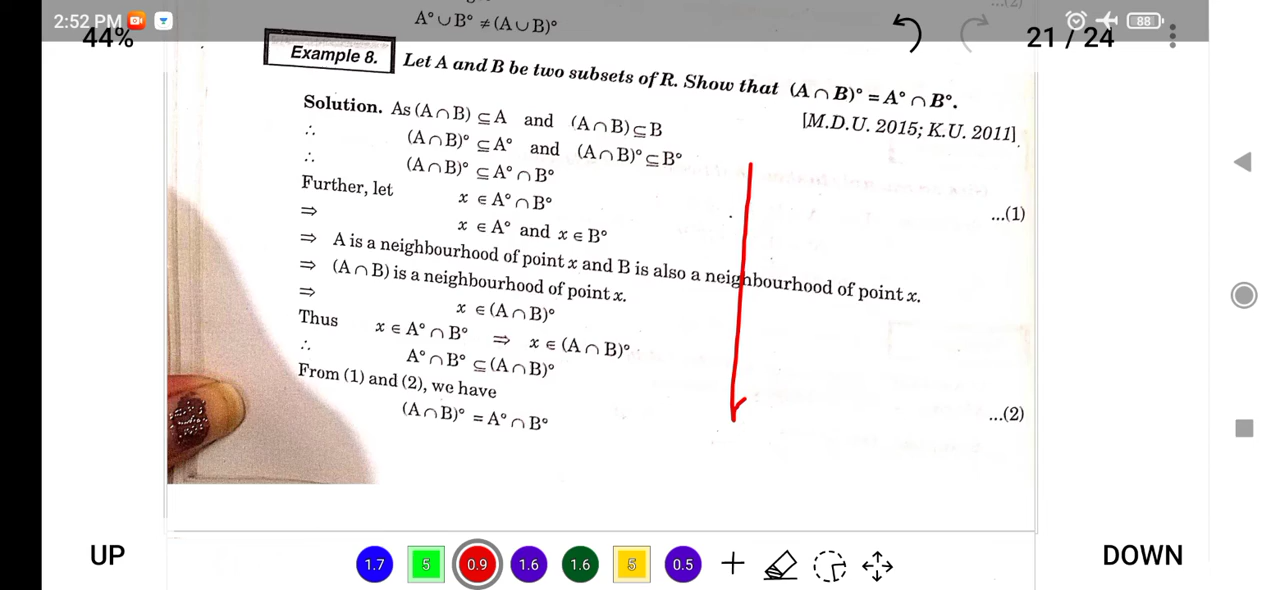 2:52 PM
88
...(2)
A° ∪ B° ≠ (A ∪ B)°
44%
21 / 24
Example 8. Let A and B be two subsets of R. Show that (A ∩ B)° = A° ∩ B°.
[M.D.U. 2015; K.U. 2011]
Solution. As (A ∩ B) ⊆ A and (A ∩ B) ⊆ B
∴ (A ∩ B)° ⊆ A° and (A ∩ B)° ⊆ B°
∴ (A ∩ B)° ⊆ A° ∩ B° ...(1)
Further, let x ∈ A° ∩ B°
⇒ x ∈ A° and x ∈ B°
⇒ A is a neighbourhood of point x and B is also a neighbourhood of point x.
⇒ (A ∩ B) is a neighbourhood of point x.
⇒ x ∈ (A ∩ B)°
Thus x ∈ A° ∩ B° ⇒ x ∈ (A ∩ B)°
∴ A° ∩ B° ⊆ (A ∩ B)° ...(2)
From (1) and (2), we have
(A ∩ B)° = A° ∩ B°
UP
1.7
5
0.9
1.6
1.6
5
0.5
DOWN